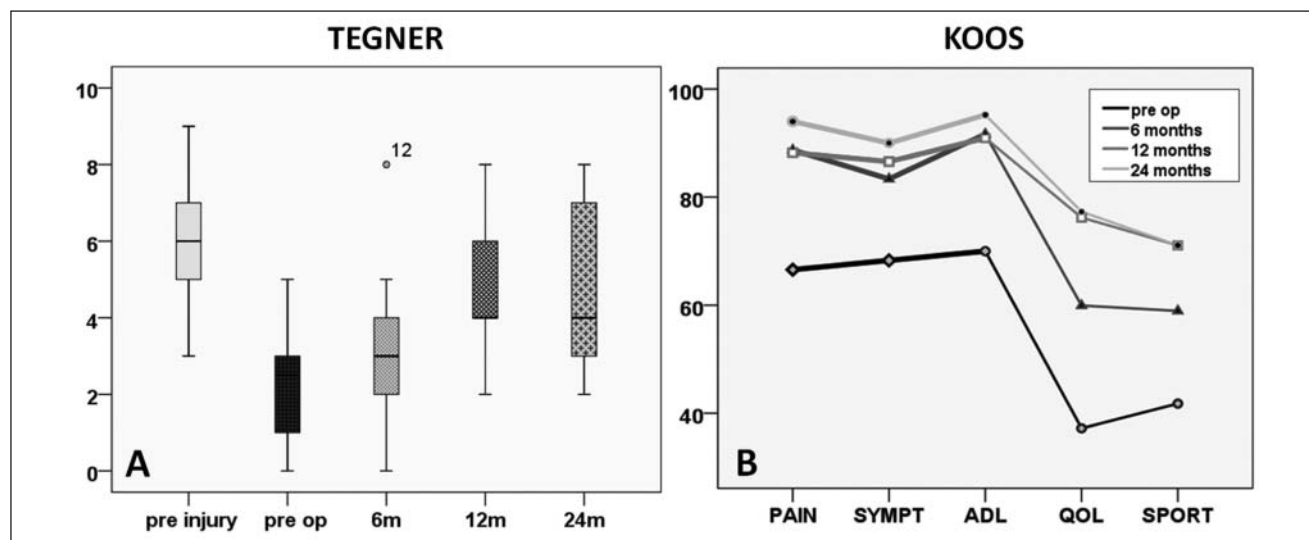 TEGNER
10
8
6
4
2
0
12
A
pre injury
pre op
6m
12m
24m
KOOS
100
80
60
40
pre op
6 months
12 months
24 months
B
PAIN
SYMPT
ADL
QOL
SPORT